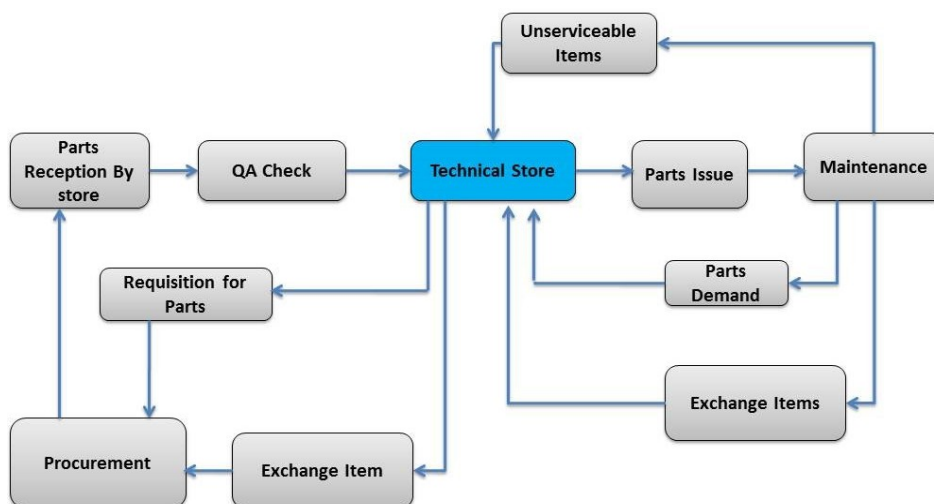 Unserviceable
Items
Parts
Reception By
store
QA Check
Technical Store
Parts Issue
Maintenance
Requisition for
Parts
Parts
Demand
Exchange Items
Procurement
Exchange Item